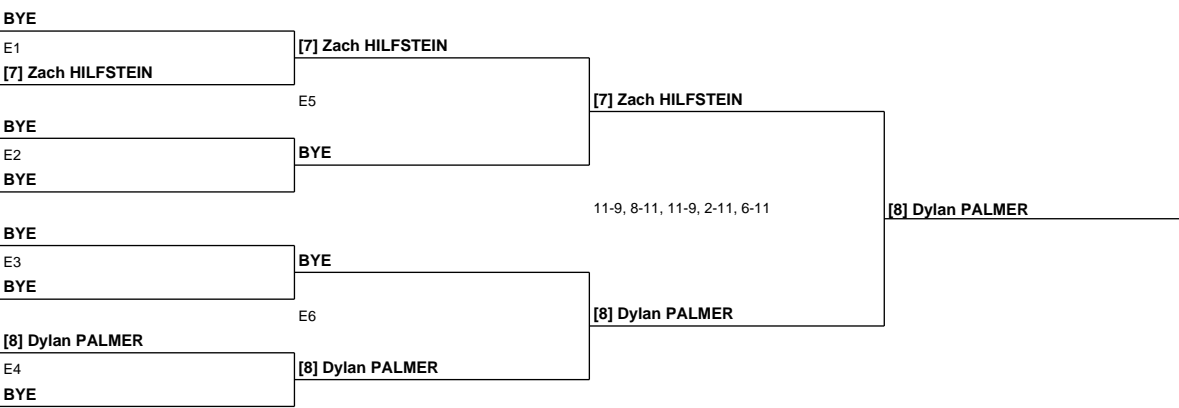 BYE
E1
[7] Zach HILFSTEIN
[7] Zach HILFSTEIN
E5
[7] Zach HILFSTEIN
BYE
E2
BYE
BYE
11-9, 8-11, 11-9, 2-11, 6-11
[8] Dylan PALMER
BYE
E3
BYE
BYE
E6
[8] Dylan PALMER
[8] Dylan PALMER
E4
[8] Dylan PALMER
BYE